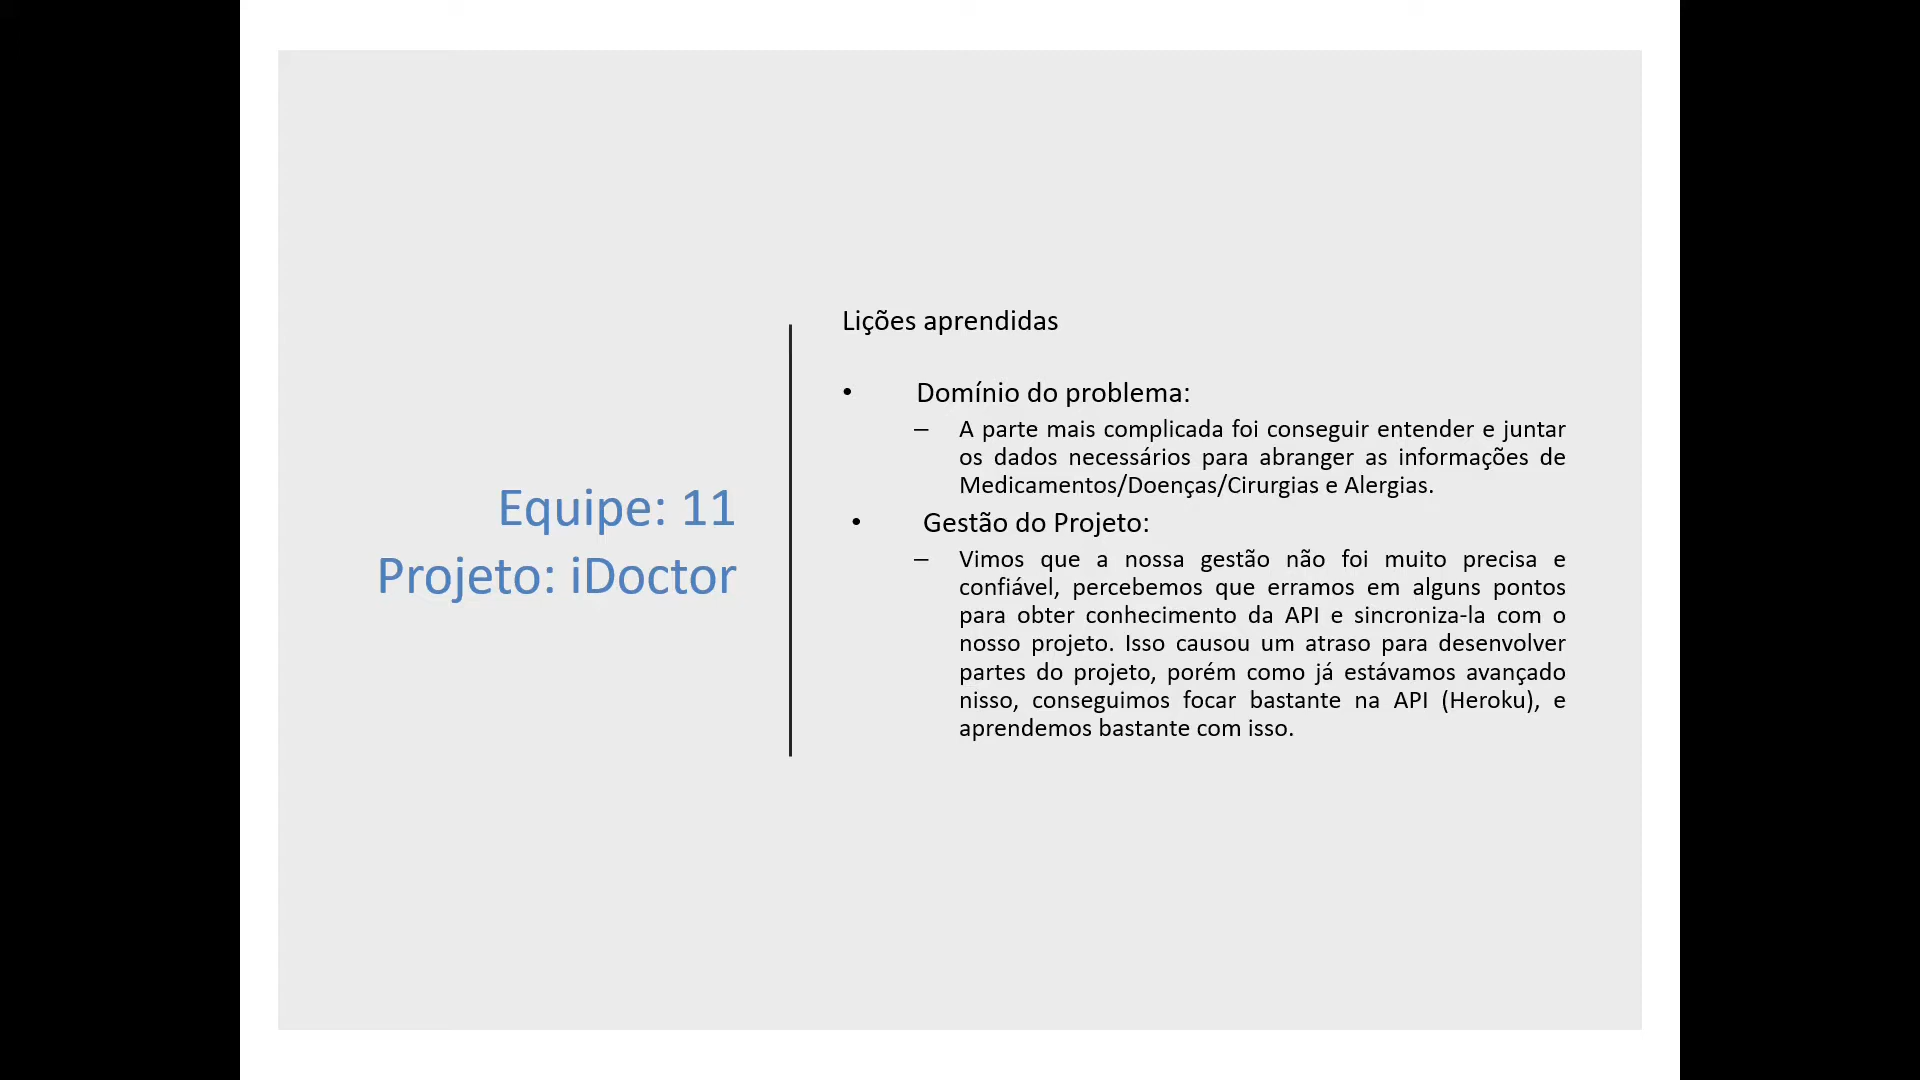 Equipe: 11
Projeto: iDoctor
Lições aprendidas
• Domínio do problema:
– A parte mais complicada foi conseguir entender e juntar
os dados necessários para abranger as informações de
Medicamentos/Doenças/Cirurgias e Alergias.
• Gestão do Projeto:
– Vimos que a nossa gestão não foi muito precisa e
confiável, percebemos que erramos em alguns pontos
para obter conhecimento da API e sincroniza-la com o
nosso projeto. Isso causou um atraso para desenvolver
partes do projeto, porém como já estávamos avançado
nisso, conseguimos focar bastante na API (Heroku), e
aprendemos bastante com isso.